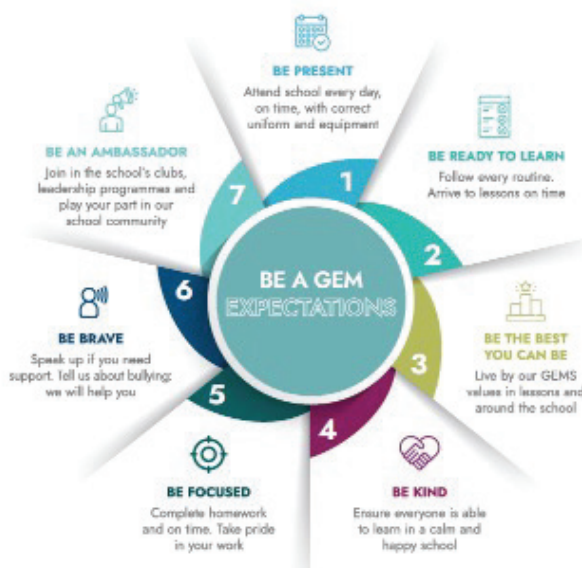 BE PRESENT
Attend school every day,
on time, with correct
uniform and equipment
BE READY TO LEARN
Follow every routine.
Arrive to lessons on time
BE THE BEST
YOU CAN BE
Live by our GEMS
values in lessons and
around the school
BE KIND
Ensure everyone is able
to learn in a calm and
happy school
BE FOCUSED
Complete homework
and on time. Take pride
in your work
BE BRAVE
Speak up if you need
support. Tell us about bullying:
we will help you
BE AN AMBASSADOR
Join in the school's clubs,
leadership programmes and
play your part in our
school community
1
2
3
4
5
6
7
BE A GEM
EXPECTATIONS